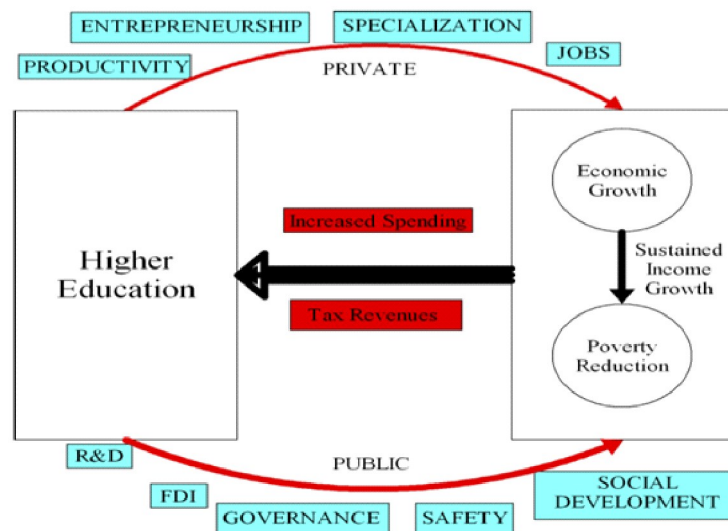 ENTREPRENEURSHIP
SPECIALIZATION
PRODUCTIVITY
JOBS
PRIVATE
Economic
Growth
Increased Spending
Higher
Education
Sustained
Income
Growth
Tax Revenues
Poverty
Reduction
R&D
PUBLIC
FDI
SOCIAL
DEVELOPMENT
GOVERNANCE
SAFETY